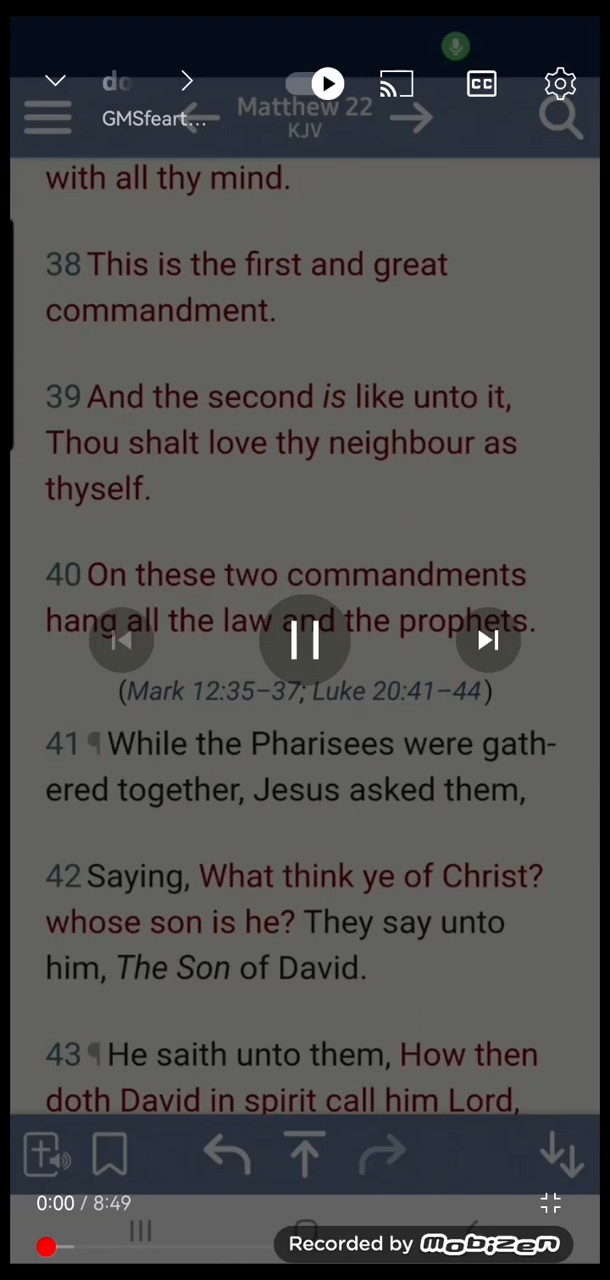 do
GMSfeart...
Matthew 22
KJV
with all thy mind.
38 This is the first and great
commandment.
39 And the second is like unto it,
Thou shalt love thy neighbour as
thyself.
40 On these two commandments
hang all the law and the prophets.
(Mark 12:35–37; Luke 20:41–44)
41 ¶ While the Pharisees were gath-
ered together, Jesus asked them,
42 Saying, What think ye of Christ?
whose son is he? They say unto
him, The Son of David.
43 ¶ He saith unto them, How then
doth David in spirit call him Lord,
0:00 / 8:49
Recorded by mobizen